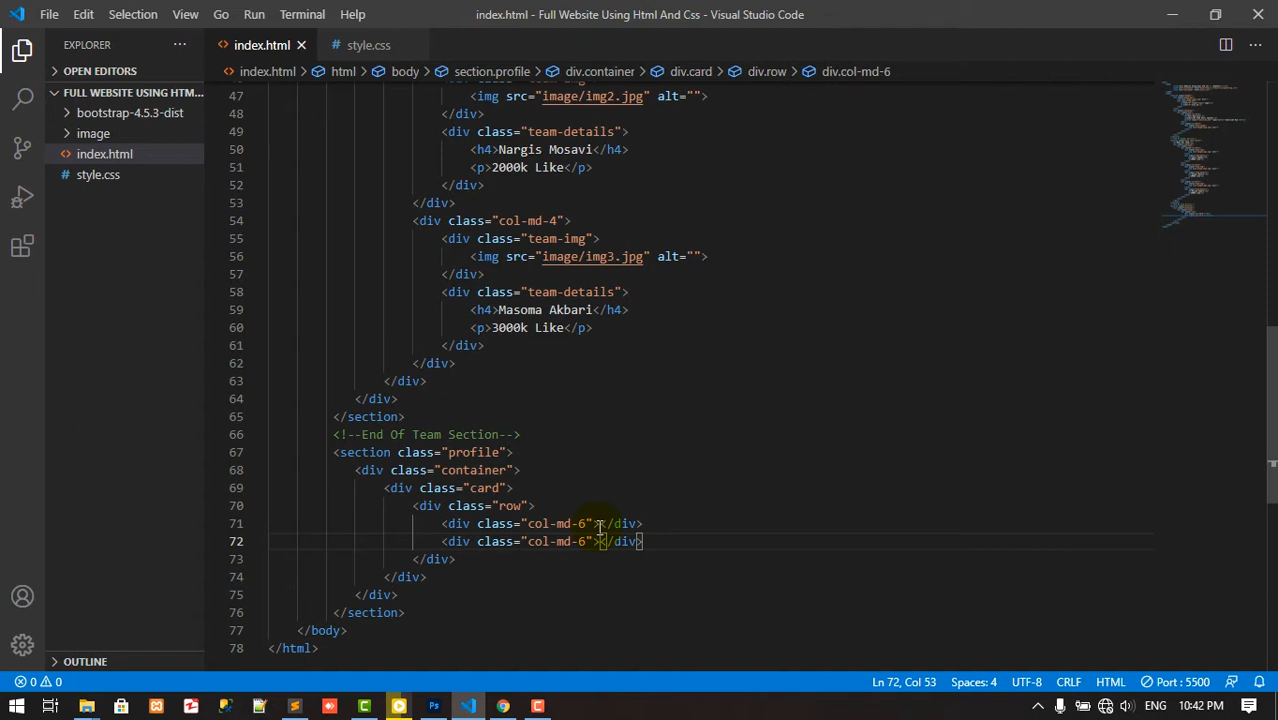 File Edit Selection View Go Run Terminal Help
index.html - Full Website Using Html And Css - Visual Studio Code
EXPLORER
OPEN EDITORS
FULL WEBSITE USING HTM...
bootstrap-4.5.3-dist
image
index.html
style.css
OUTLINE
index.html
style.css
index.html > html > body > section.profile > div.container > div.card > div.row > div.col-md-6
47 <img src="image/img2.jpg" alt="">
48 </div>
49 <div class="team-details">
50 <h4>Nargis Mosavi</h4>
51 <p>2000k Like</p>
52 </div>
53 </div>
54 <div class="col-md-4">
55 <div class="team-img">
56 <img src="image/img3.jpg" alt="">
57 </div>
58 <div class="team-details">
59 <h4>Masoma Akbari</h4>
60 <p>3000k Like</p>
61 </div>
62 </div>
63 </div>
64 </div>
65 </section>
66 <!--End Of Team Section-->
67 <section class="profile">
68 <div class="container">
69 <div class="card">
70 <div class="row">
71 <div class="col-md-6"></div>
72 <div class="col-md-6"></div>
73 </div>
74 </div>
75 </div>
76 </section>
77 </body>
78 </html>
0 0
Ln 72, Col 53 Spaces: 4 UTF-8 CRLF HTML Port : 5500
ENG 10:42 PM